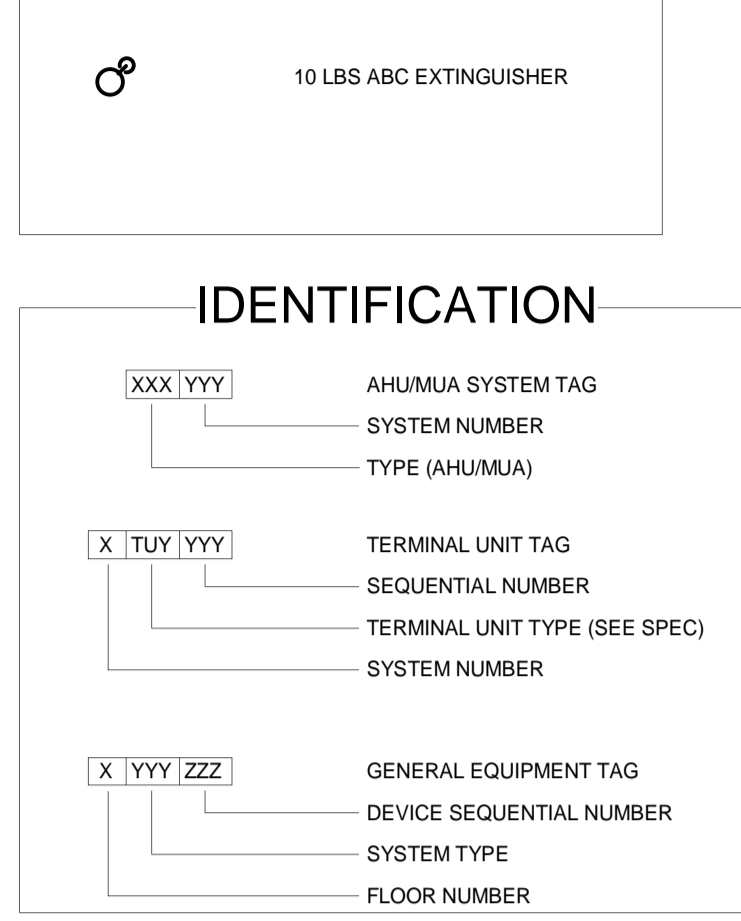 10 LBS ABC EXTINGUISHER
IDENTIFICATION
XXX YYY AHU/MUA SYSTEM TAG
SYSTEM NUMBER
TYPE (AHU/MUA)
X TUY YYY TERMINAL UNIT TAG
SEQUENTIAL NUMBER
TERMINAL UNIT TYPE (SEE SPEC)
SYSTEM NUMBER
X YYY ZZZ GENERAL EQUIPMENT TAG
DEVICE SEQUENTIAL NUMBER
SYSTEM TYPE
FLOOR NUMBER